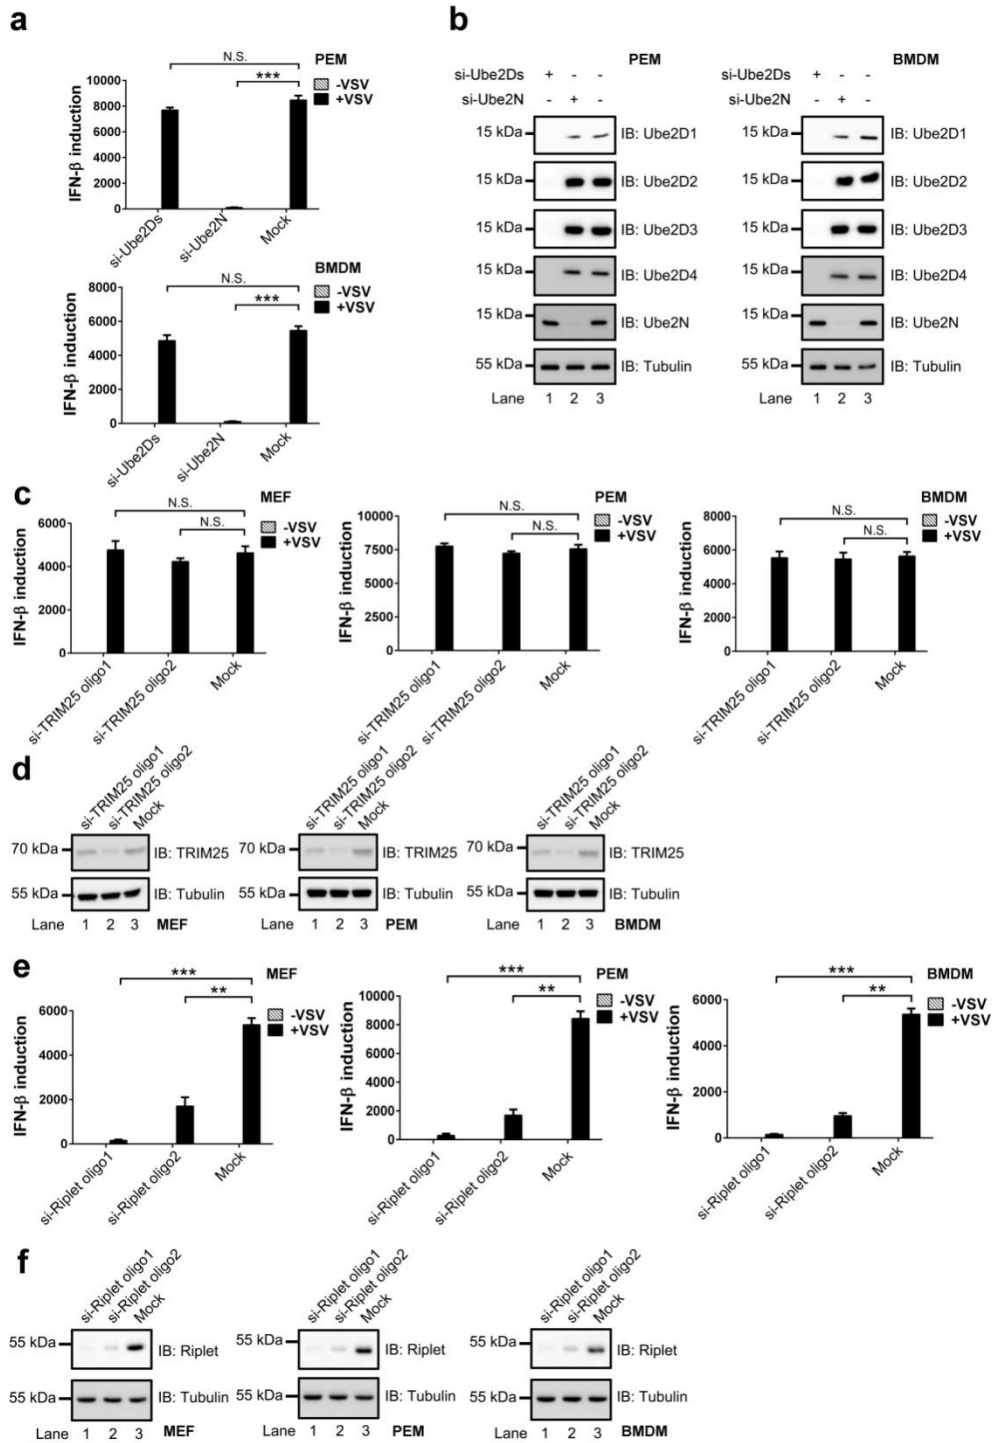 a
N.S.
PEM
***
-VSV
+VSV
IFN-β induction
10000
8000
6000
4000
2000
0
si-Ube2Ds
si-Ube2N
Mock
N.S.
BMDM
***
-VSV
+VSV
IFN-β induction
8000
6000
4000
2000
0
si-Ube2Ds
si-Ube2N
Mock
b
PEM
si-Ube2Ds + - -
si-Ube2N - + -
15 kDa IB: Ube2D1
15 kDa IB: Ube2D2
15 kDa IB: Ube2D3
15 kDa IB: Ube2D4
15 kDa IB: Ube2N
55 kDa IB: Tubulin
Lane 1 2 3
BMDM
si-Ube2Ds + - -
si-Ube2N - + -
15 kDa IB: Ube2D1
15 kDa IB: Ube2D2
15 kDa IB: Ube2D3
15 kDa IB: Ube2D4
15 kDa IB: Ube2N
55 kDa IB: Tubulin
Lane 1 2 3
c
MEF
N.S.
N.S.
-VSV
+VSV
IFN-β induction
6000
4000
2000
0
si-TRIM25 oligo1
si-TRIM25 oligo2
Mock
PEM
N.S.
N.S.
-VSV
+VSV
IFN-β induction
10000
7500
5000
2500
0
si-TRIM25 oligo1
si-TRIM25 oligo2
Mock
BMDM
N.S.
N.S.
-VSV
+VSV
IFN-β induction
8000
6000
4000
2000
0
si-TRIM25 oligo1
si-TRIM25 oligo2
Mock
d
si-TRIM25 oligo1
si-TRIM25 oligo2
Mock
70 kDa IB: TRIM25
55 kDa IB: Tubulin
Lane 1 2 3 MEF
si-TRIM25 oligo1
si-TRIM25 oligo2
Mock
70 kDa IB: TRIM25
55 kDa IB: Tubulin
Lane 1 2 3 PEM
si-TRIM25 oligo1
si-TRIM25 oligo2
Mock
70 kDa IB: TRIM25
55 kDa IB: Tubulin
Lane 1 2 3 BMDM
e
***
MEF
**
-VSV
+VSV
IFN-β induction
6000
4000
2000
0
si-Riplet oligo1
si-Riplet oligo2
Mock
***
PEM
**
-VSV
+VSV
IFN-β induction
10000
8000
6000
4000
2000
0
si-Riplet oligo1
si-Riplet oligo2
Mock
***
BMDM
**
-VSV
+VSV
IFN-β induction
6000
4000
2000
0
si-Riplet oligo1
si-Riplet oligo2
Mock
f
si-Riplet oligo1
si-Riplet oligo2
Mock
55 kDa IB: Riplet
55 kDa IB: Tubulin
Lane 1 2 3 MEF
si-Riplet oligo1
si-Riplet oligo2
Mock
55 kDa IB: Riplet
55 kDa IB: Tubulin
Lane 1 2 3 PEM
si-Riplet oligo1
si-Riplet oligo2
Mock
55 kDa IB: Riplet
55 kDa IB: Tubulin
Lane 1 2 3 BMDM